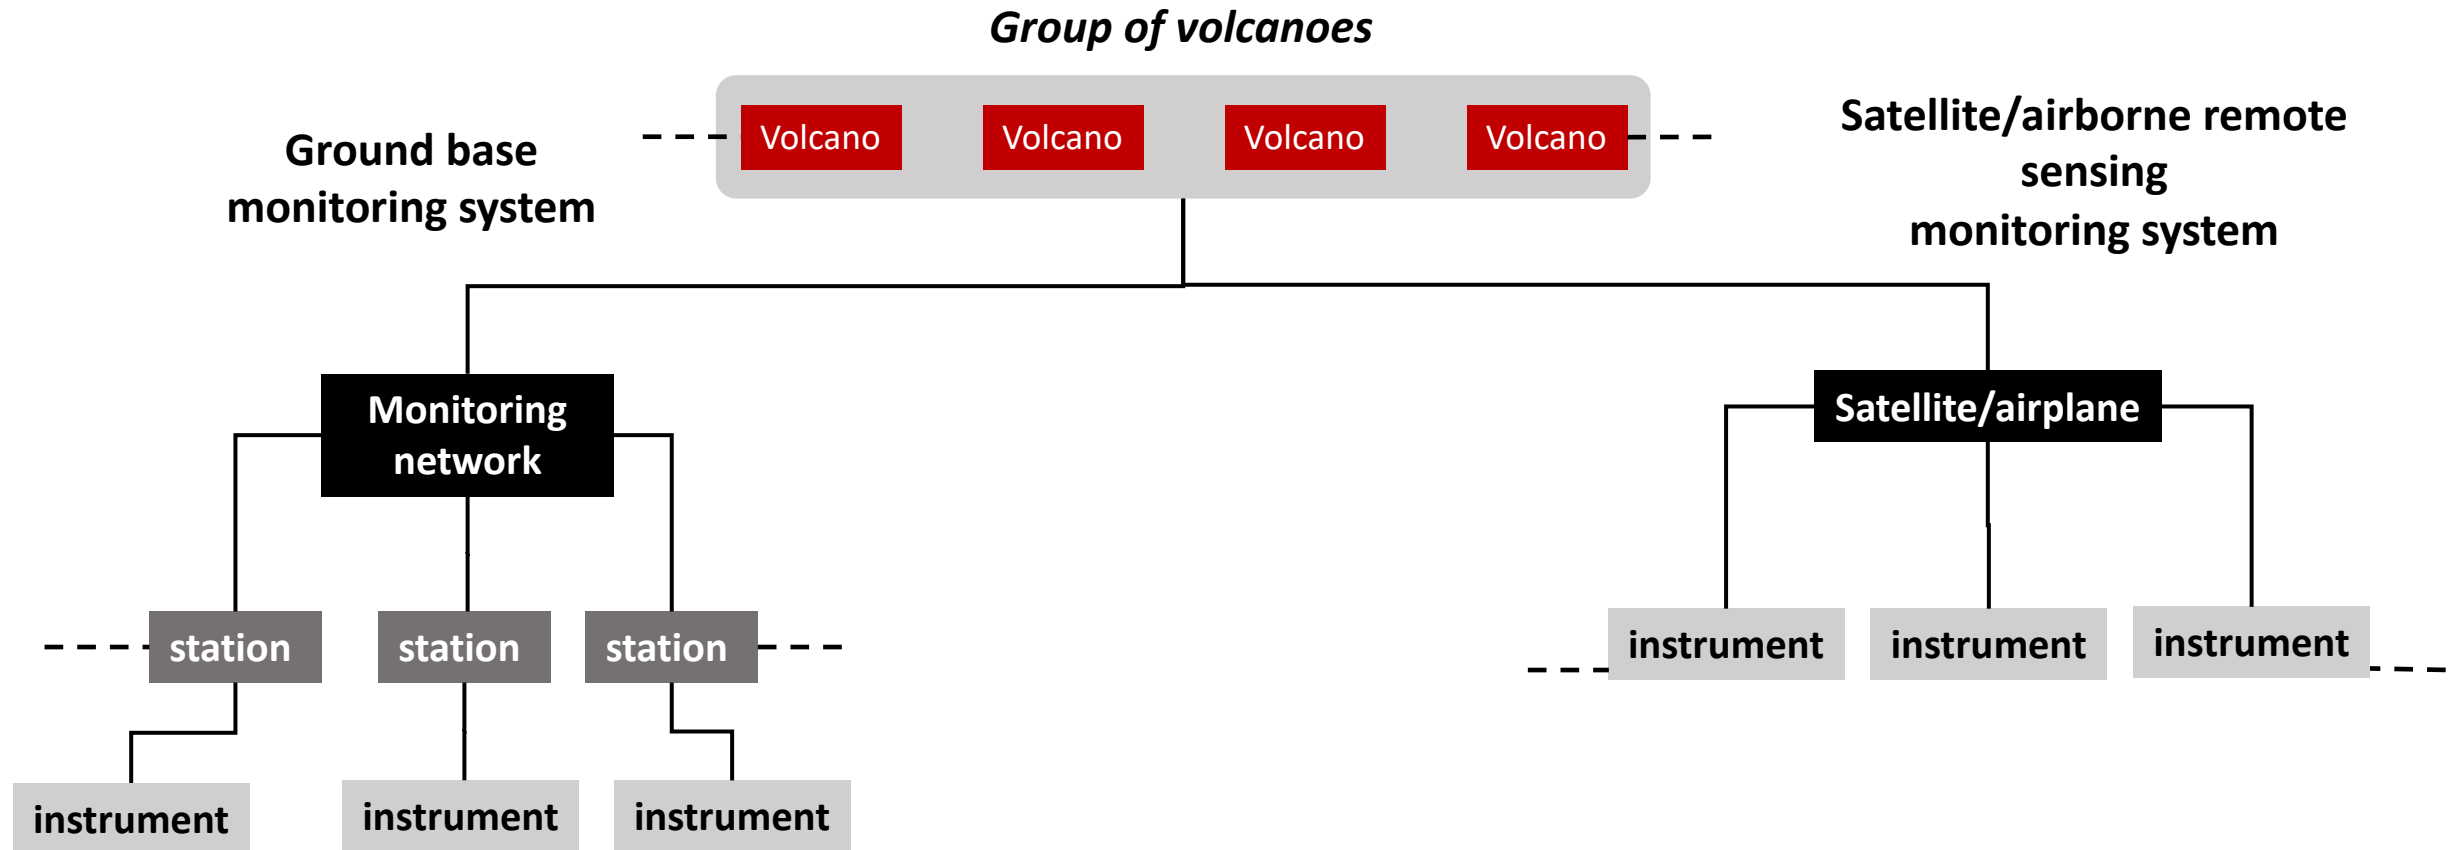 Group of volcanoes
Ground base
monitoring system
Volcano
Volcano
Volcano
Volcano
Satellite/airborne remote
sensing
monitoring system
Monitoring
network
Satellite/airplane
station
station
station
instrument
instrument
instrument
instrument
instrument
instrument